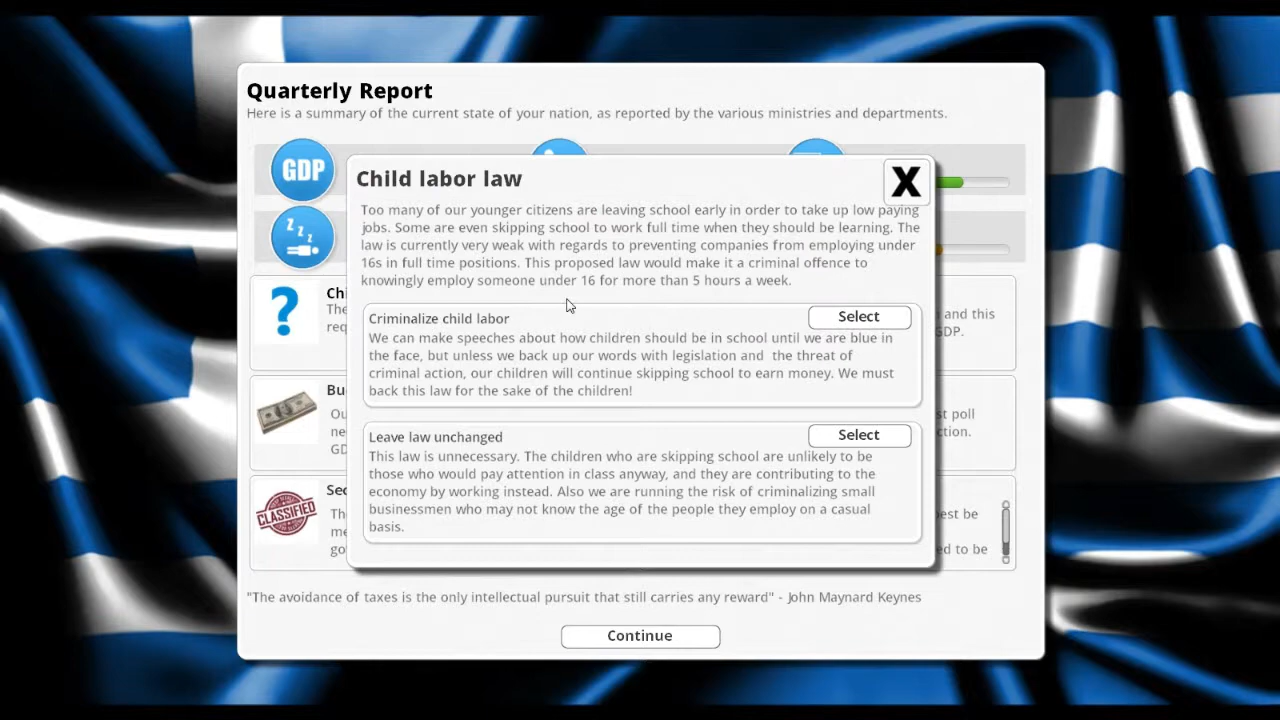 Quarterly Report
Here is a summary of the current state of your nation, as reported by the various ministries and departments.
GDP
Child labor law
X
Too many of our younger citizens are leaving school early in order to take up low paying
jobs. Some are even skipping school to work full time when they should be learning. The
law is currently very weak with regards to preventing companies from employing under
16s in full time positions. This proposed law would make it a criminal offence to
knowingly employ someone under 16 for more than 5 hours a week.
Criminalize child labor
Select
We can make speeches about how children should be in school until we are blue in
the face, but unless we back up our words with legislation and the threat of
criminal action, our children will continue skipping school to earn money. We must
back this law for the sake of the children!
Leave law unchanged
Select
This law is unnecessary. The children who are skipping school are unlikely to be
those who would pay attention in class anyway, and they are contributing to the
economy by working instead. Also we are running the risk of criminalizing small
businessmen who may not know the age of the people they employ on a casual
basis.
?
z z z
and this
GDP.
poll
CLASSIFIED
be
ed to be
"The avoidance of taxes is the only intellectual pursuit that still carries any reward" - John Maynard Keynes
Continue